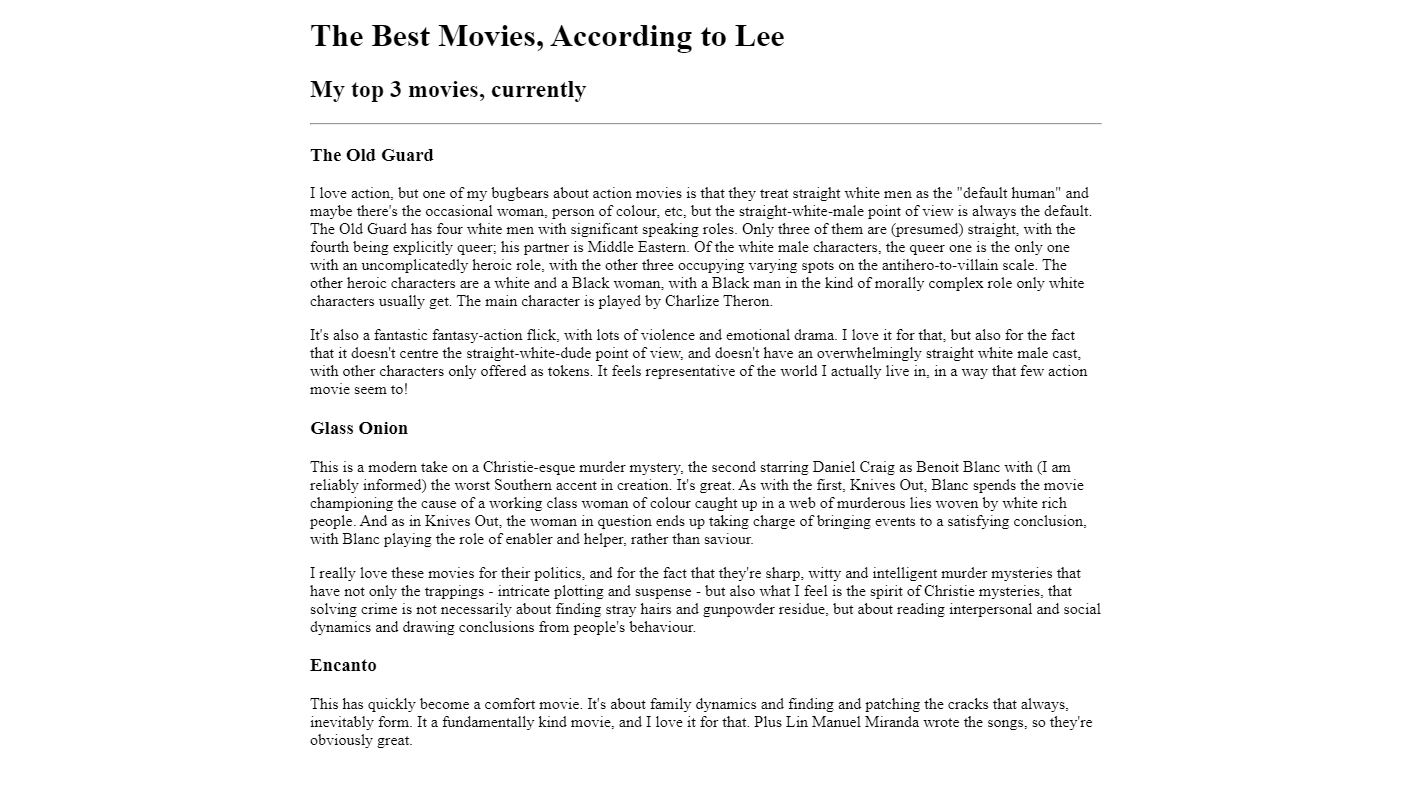 The Best Movies, According to Lee
My top 3 movies, currently
The Old Guard
I love action, but one of my bugbears about action movies is that they treat straight white men as the "default human" and
maybe there's the occasional woman, person of colour, etc, but the straight-white-male point of view is always the default.
The Old Guard has four white men with significant speaking roles. Only three of them are (presumed) straight, with the
fourth being explicitly queer; his partner is Middle Eastern. Of the white male characters, the queer one is the only one
with an uncomplicatedly heroic role, with the other three occupying varying spots on the antihero-to-villain scale. The
other heroic characters are a white and a Black woman, with a Black man in the kind of morally complex role only white
characters usually get. The main character is played by Charlize Theron.
It's also a fantastic fantasy-action flick, with lots of violence and emotional drama. I love it for that, but also for the fact
that it doesn't centre the straight-white-dude point of view, and doesn't have an overwhelmingly straight white male cast,
with other characters only offered as tokens. It feels representative of the world I actually live in, in a way that few action
movie seem to!
Glass Onion
This is a modern take on a Christie-esque murder mystery, the second starring Daniel Craig as Benoit Blanc with (I am
reliably informed) the worst Southern accent in creation. It's great. As with the first, Knives Out, Blanc spends the movie
championing the cause of a working class woman of colour caught up in a web of murderous lies woven by white rich
people. And as in Knives Out, the woman in question ends up taking charge of bringing events to a satisfying conclusion,
with Blanc playing the role of enabler and helper, rather than saviour.
I really love these movies for their politics, and for the fact that they're sharp, witty and intelligent murder mysteries that
have not only the trappings - intricate plotting and suspense - but also what I feel is the spirit of Christie mysteries, that
solving crime is not necessarily about finding stray hairs and gunpowder residue, but about reading interpersonal and social
dynamics and drawing conclusions from people's behaviour.
Encanto
This has quickly become a comfort movie. It's about family dynamics and finding and patching the cracks that always,
inevitably form. It a fundamentally kind movie, and I love it for that. Plus Lin Manuel Miranda wrote the songs, so they're
obviously great.